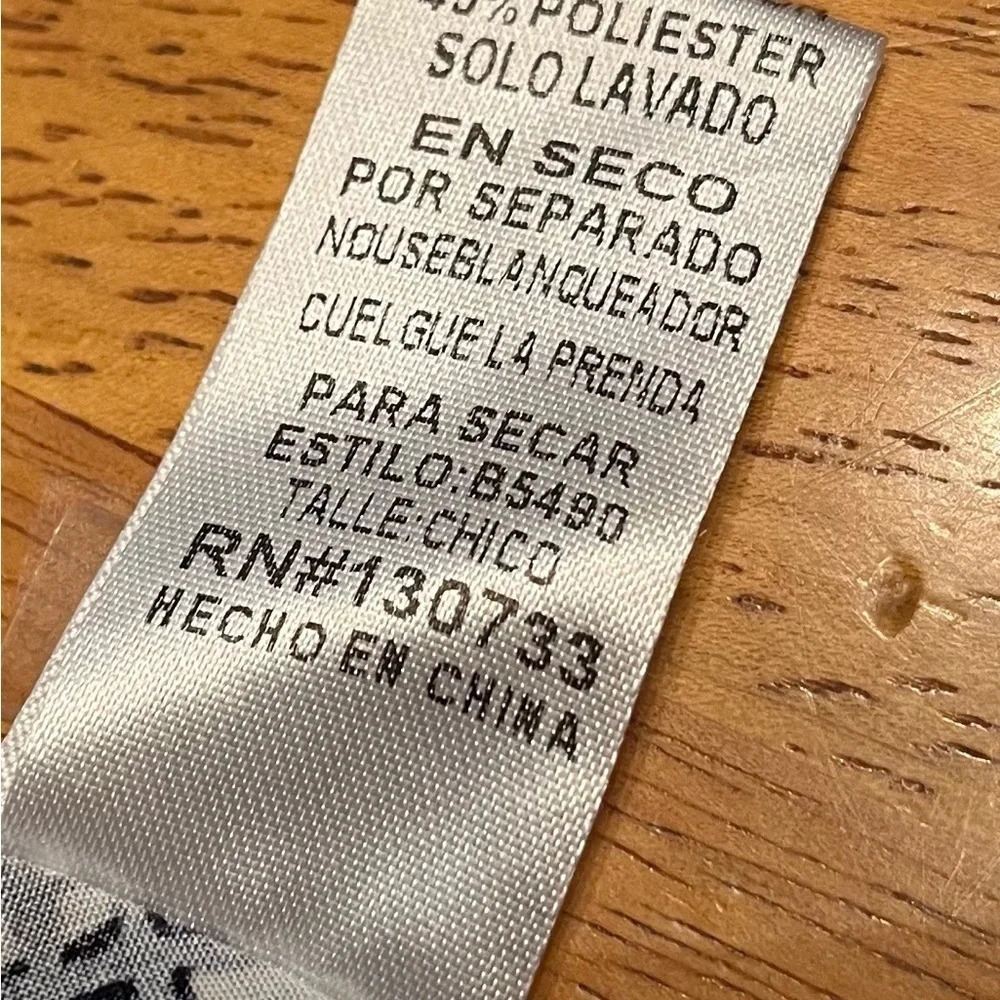 POLIESTER
SOLO LAVADO
EN SECO
POR SEPARADO
NOUSEBLANQUEADOR
CUELGUE LA PRENDA
PARA SECAR
ESTILO:B5490
TALLE:CHICO
RN#130733
HECHO EN CHINA